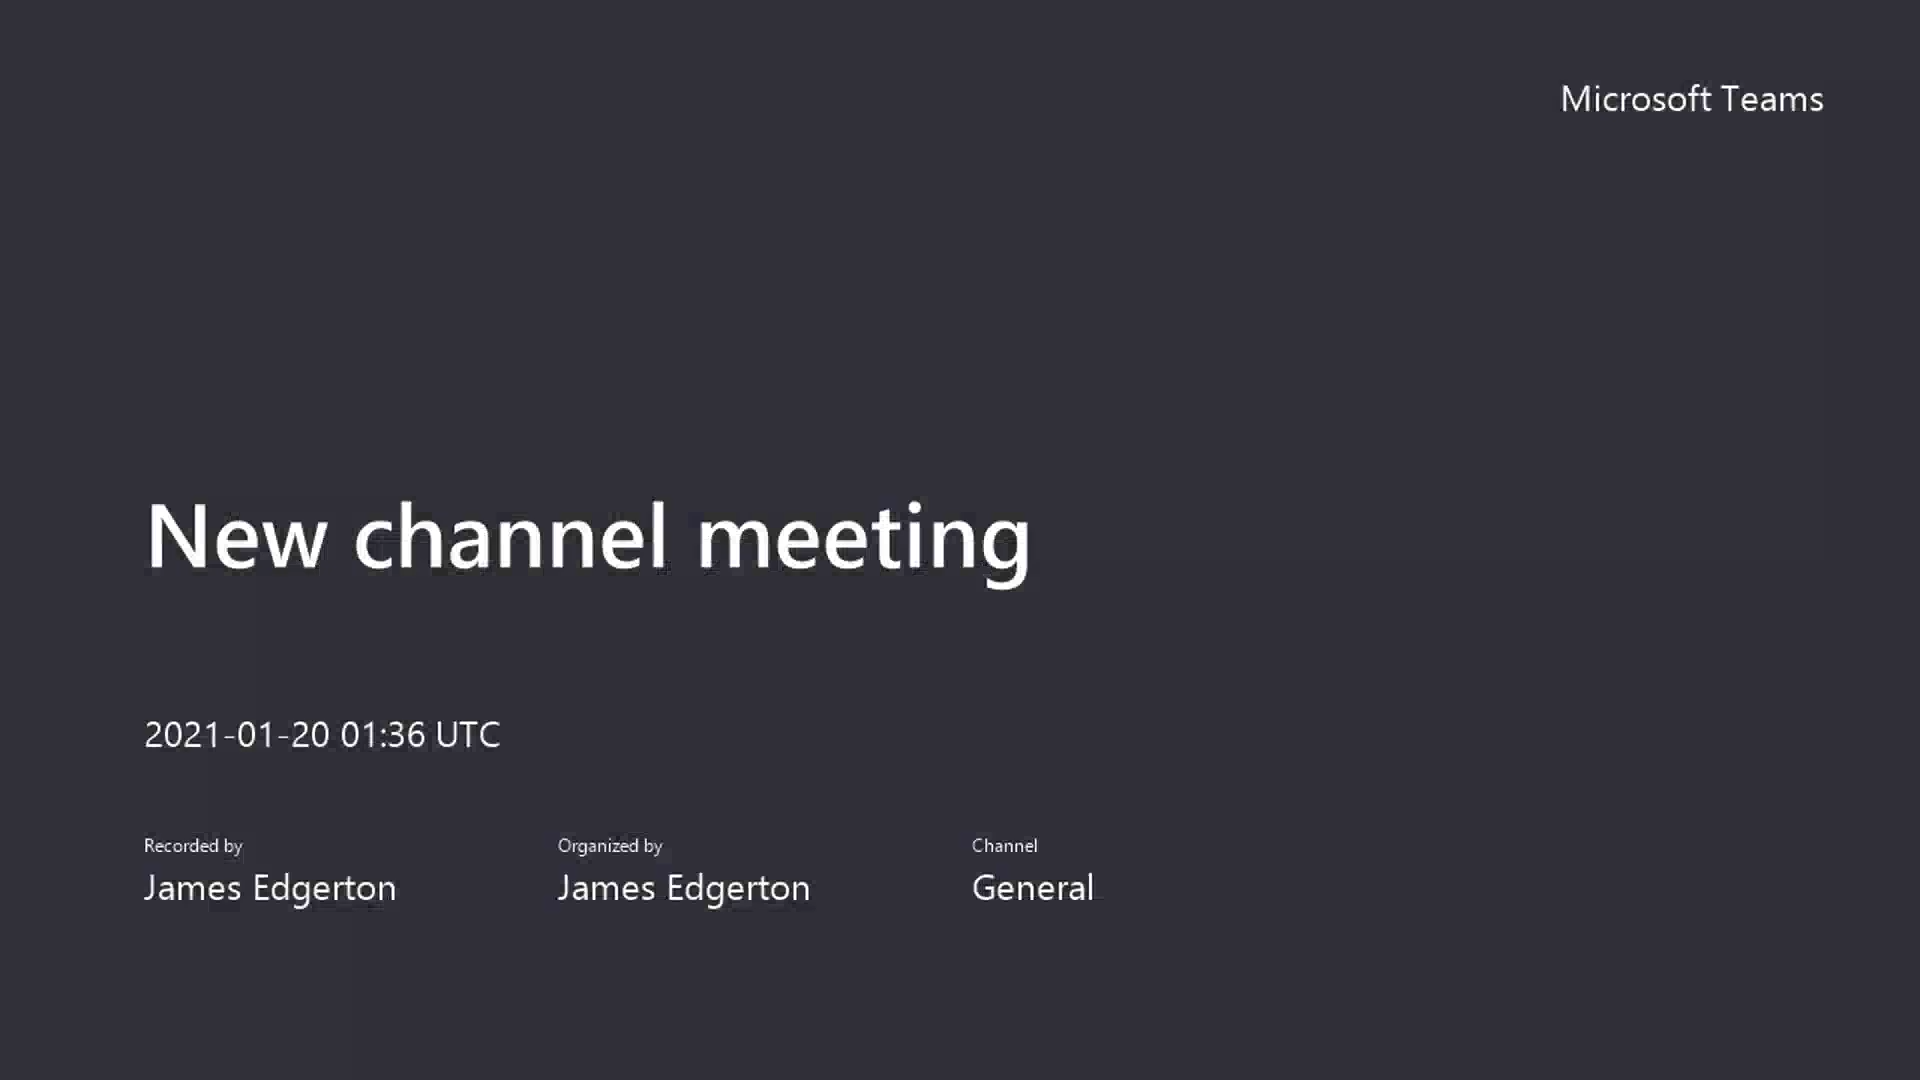 Microsoft Teams
New channel meeting
2021-01-20 01:36 UTC
Recorded by
James Edgerton
Organized by
James Edgerton
Channel
General